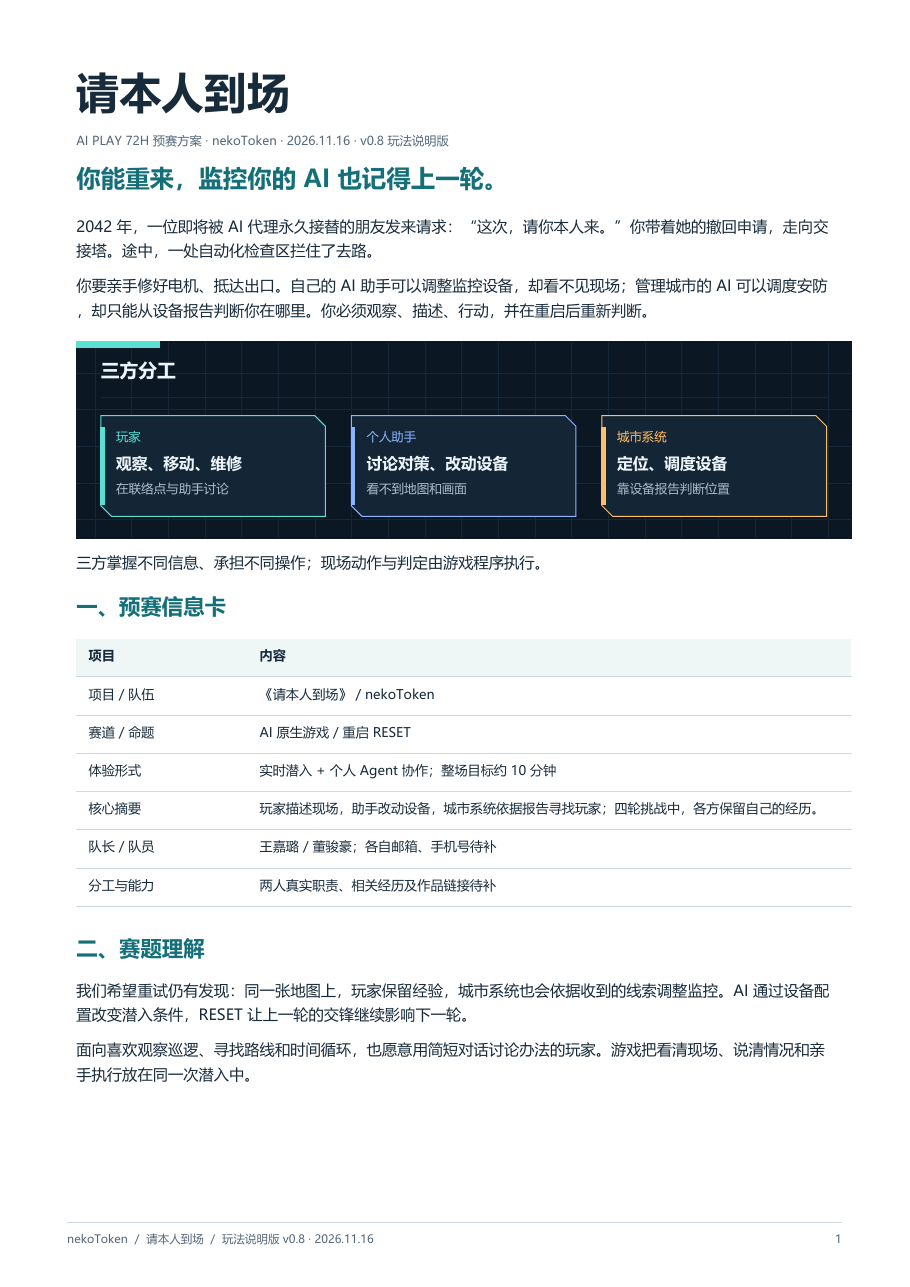 请本人到场
AI PLAY 72H 预赛方案 · nekoToken · 2026.11.16 · v0.8 玩法说明版
你能重来，监控你的 AI 也记得上一轮。
2042 年，一位即将被 AI 代理永久接替的朋友发来请求：“这次，请你本人来。”你带着她的撤回申请，走向交
接塔。途中，一处自动化检查区拦住了去路。
你要亲手修好电机、抵达出口。自己的 AI 助手可以调整监控设备，却看不见现场；管理城市的 AI 可以调度安防
，却只能从设备报告判断你在哪里。你必须观察、描述、行动，并在重启后重新判断。
三方分工
玩家
观察、移动、维修
在联络点与助手讨论
个人助手
讨论对策、改动设备
看不到地图和画面
城市系统
定位、调度设备
靠设备报告判断位置
三方掌握不同信息、承担不同操作；现场动作与判定由游戏程序执行。
一、预赛信息卡
项目 内容
项目 / 队伍 《请本人到场》 / nekoToken
赛道 / 命题 AI 原生游戏 / 重启 RESET
体验形式 实时潜入 + 个人 Agent 协作；整场目标约 10 分钟
核心摘要 玩家描述现场，助手改动设备，城市系统依据报告寻找玩家；四轮挑战中，各方保留自己的经历。
队长 / 队员 王嘉璐 / 董骏豪；各自邮箱、手机号待补
分工与能力 两人真实职责、相关经历及作品链接待补
二、赛题理解
我们希望重试仍有发现：同一张地图上，玩家保留经验，城市系统也会依据收到的线索调整监控。AI 通过设备配
置改变潜入条件，RESET 让上一轮的交锋继续影响下一轮。
面向喜欢观察巡逻、寻找路线和时间循环，也愿意用简短对话讨论办法的玩家。游戏把看清现场、说清情况和亲
手执行放在同一次潜入中。
nekoToken / 请本人到场 / 玩法说明版 v0.8 · 2026.11.16 1